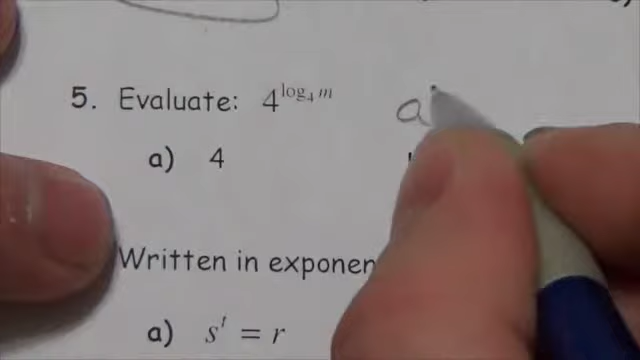 5. Evaluate: 4^{log₄ m} a
a) 4
Written in exponen
a) s^t = r